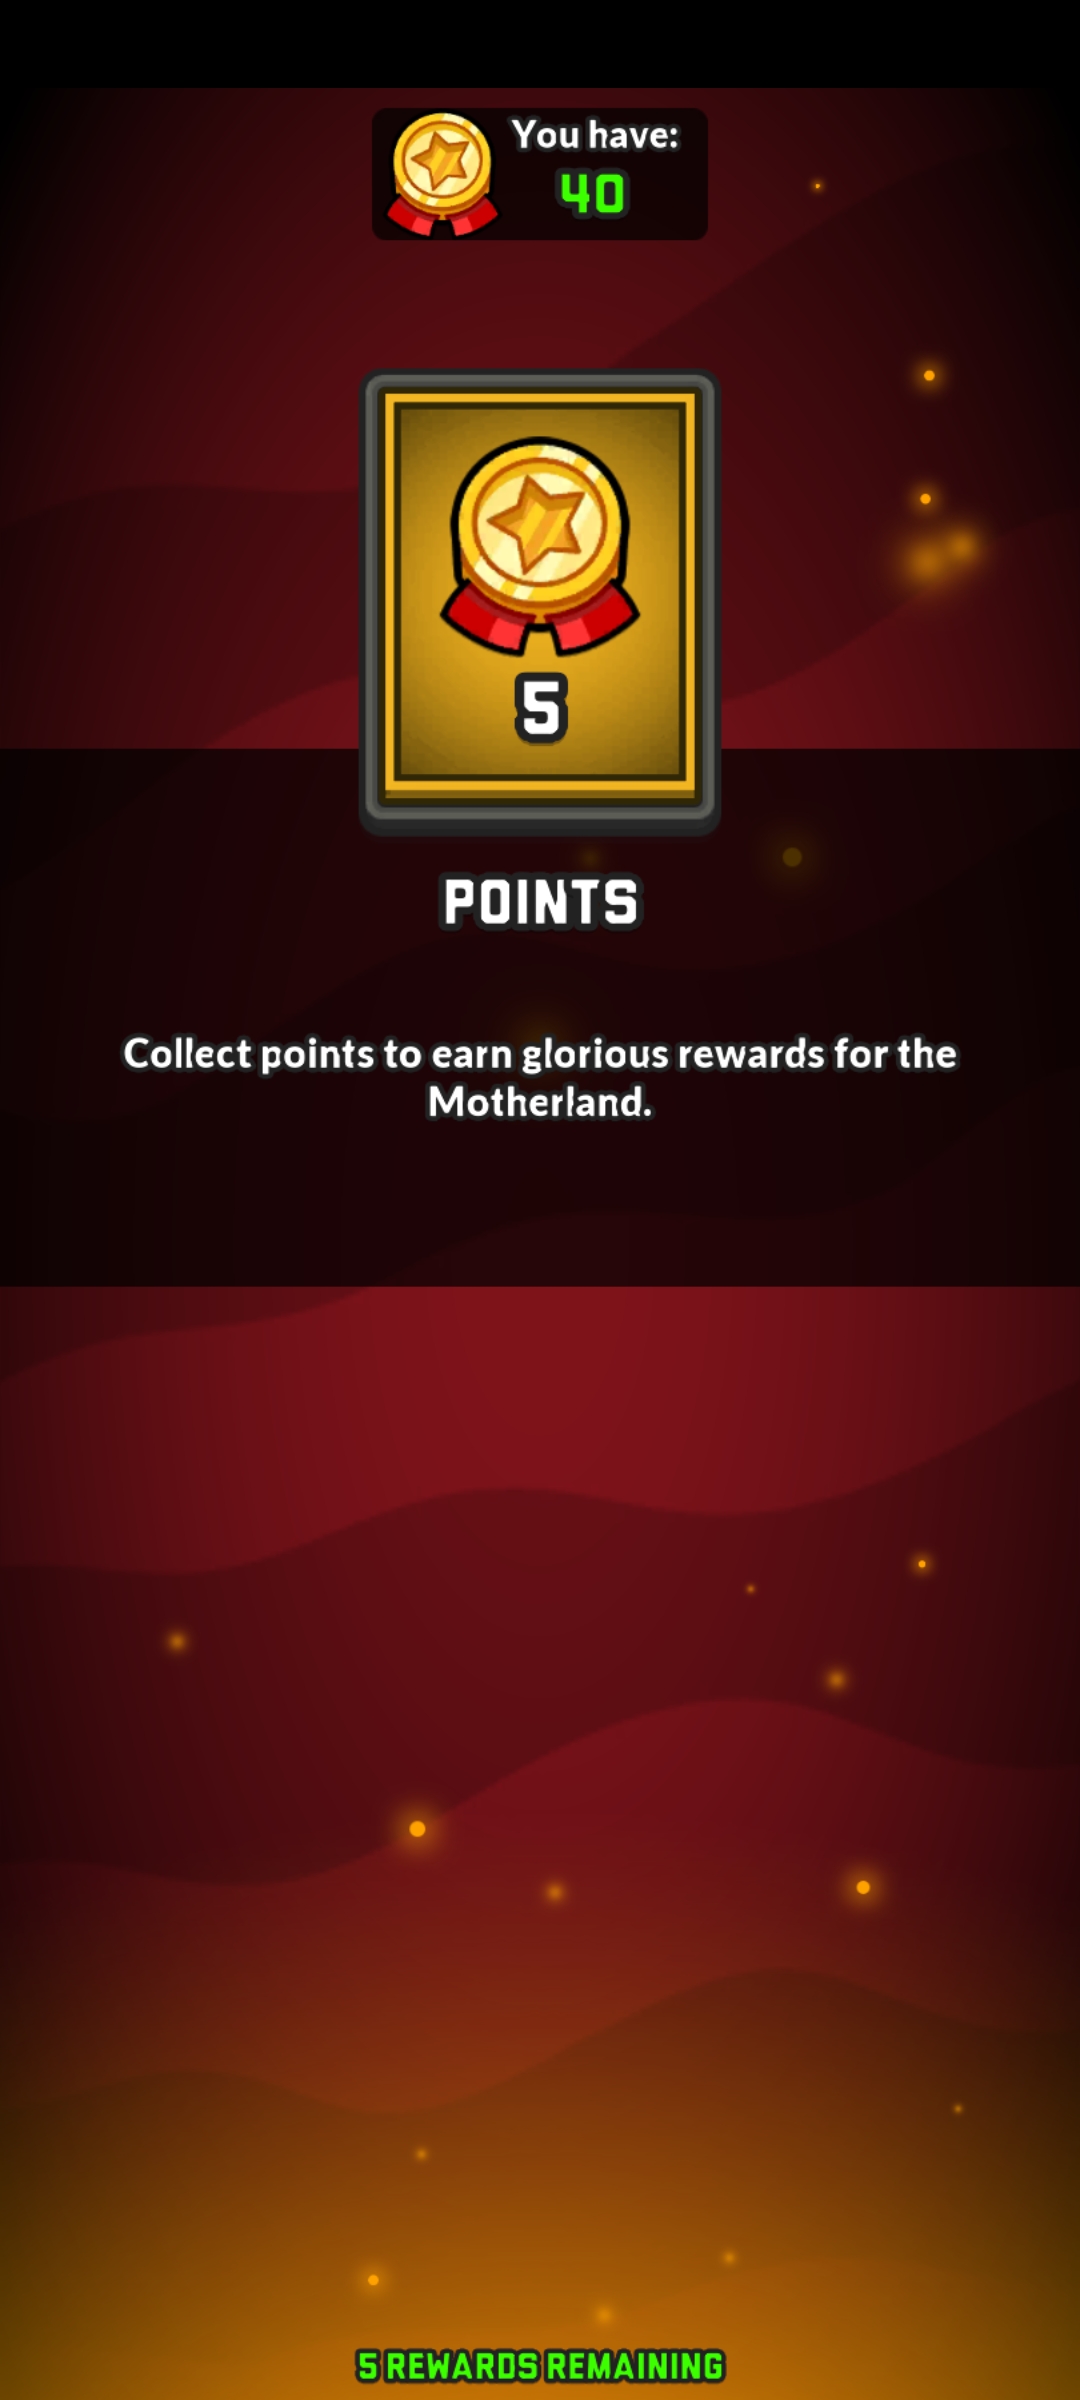 You have:
40
5
POINTS
Collect points to earn glorious rewards for the
Motherland.
5 REWARDS REMAINING